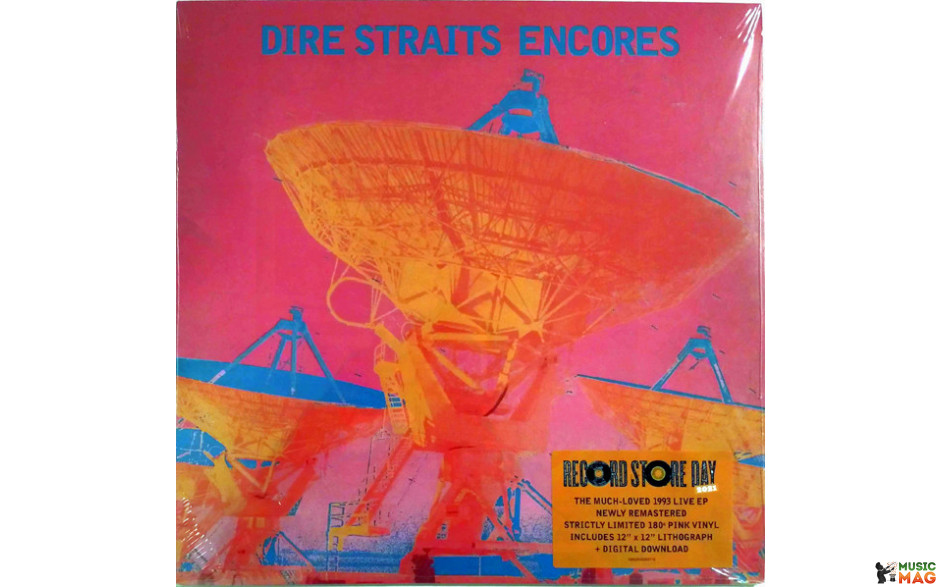 DIRE STRAITS ENCORES
RECORD STORE DAY
2021
THE MUCH-LOVED 1993 LIVE EP
NEWLY REMASTERED
STRICTLY LIMITED 180g PINK VINYL
INCLUDES 12" x 12" LITHOGRAPH
+ DIGITAL DOWNLOAD
MUSIC
MAG